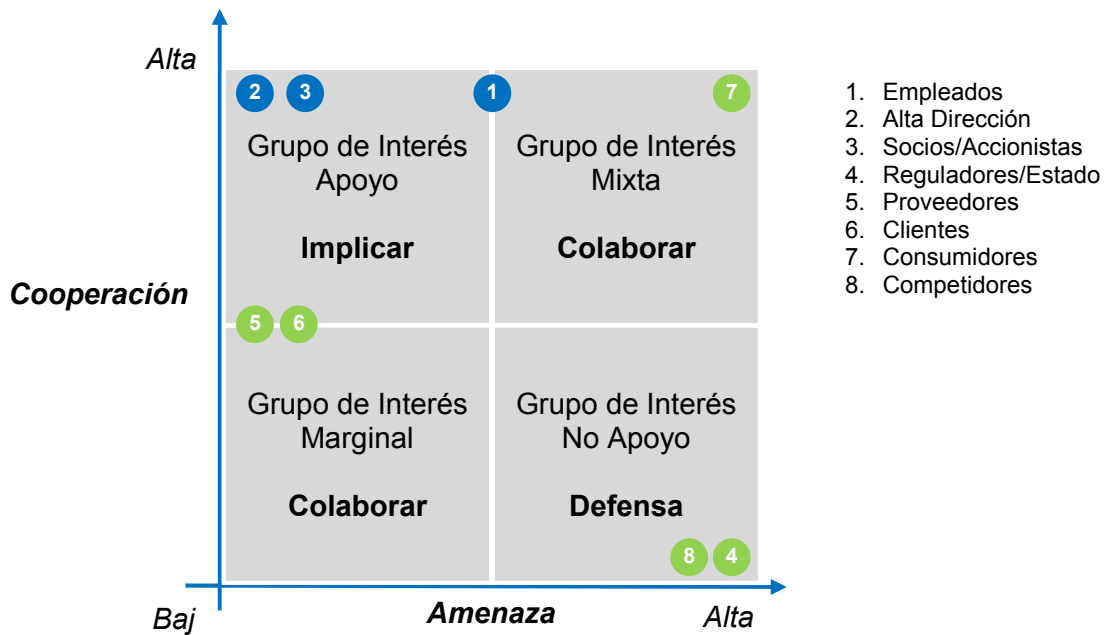 Alta
2 3 1 7
Grupo de Interés
Apoyo
Implicar
Grupo de Interés
Mixta
Colaborar
Cooperación
5 6
Grupo de Interés
Marginal
Colaborar
Grupo de Interés
No Apoyo
Defensa
8 4
Baj
Amenaza
Alta
1. Empleados
2. Alta Dirección
3. Socios/Accionistas
4. Reguladores/Estado
5. Proveedores
6. Clientes
7. Consumidores
8. Competidores